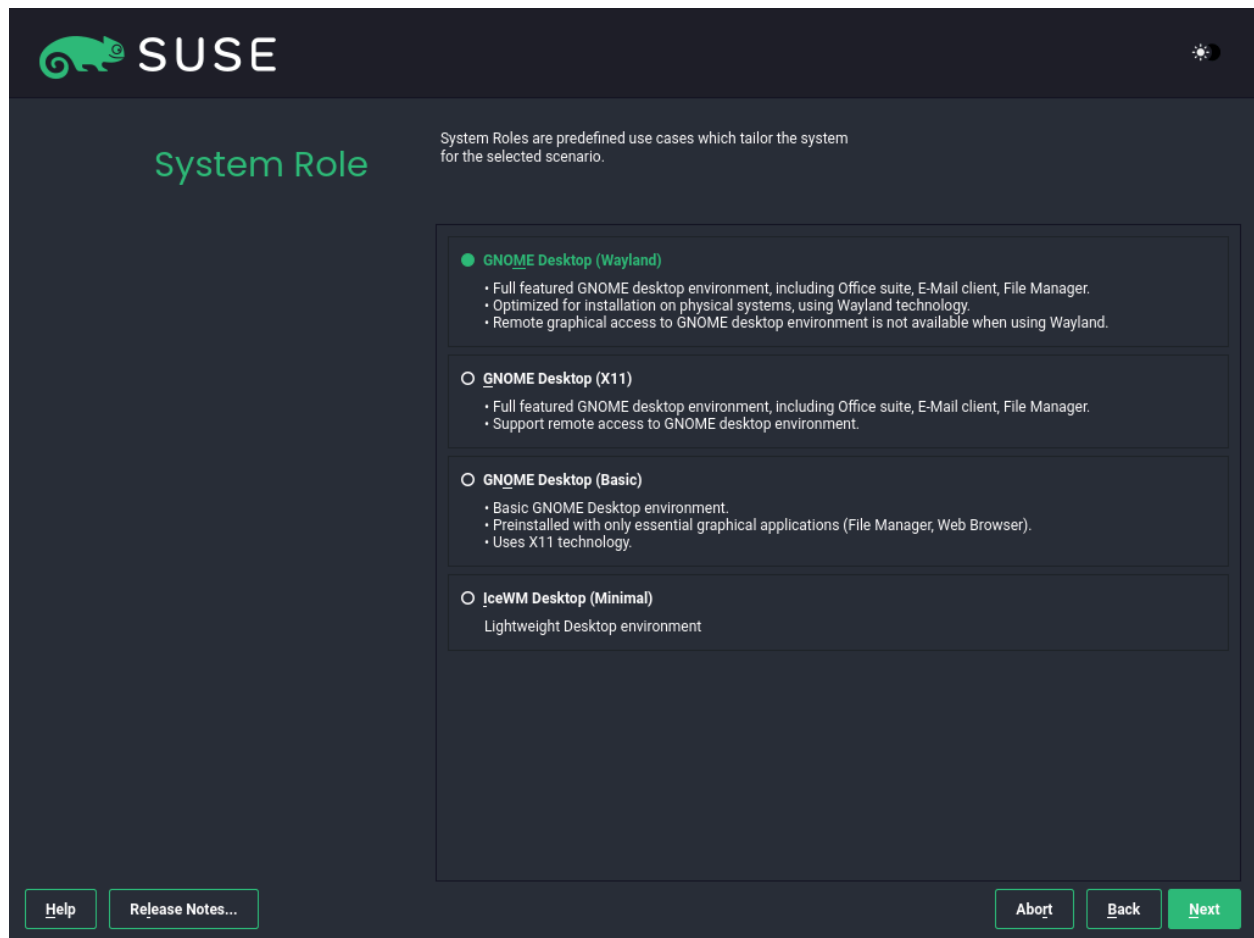 SUSE
System Role
System Roles are predefined use cases which tailor the system
for the selected scenario.
GNOME Desktop (Wayland)
• Full featured GNOME desktop environment, including Office suite, E-Mail client, File Manager.
• Optimized for installation on physical systems, using Wayland technology.
• Remote graphical access to GNOME desktop environment is not available when using Wayland.
GNOME Desktop (X11)
• Full featured GNOME desktop environment, including Office suite, E-Mail client, File Manager.
• Support remote access to GNOME desktop environment.
GNOME Desktop (Basic)
• Basic GNOME Desktop environment.
• Preinstalled with only essential graphical applications (File Manager, Web Browser).
• Uses X11 technology.
IceWM Desktop (Minimal)
Lightweight Desktop environment
Help
Release Notes...
Abort
Back
Next